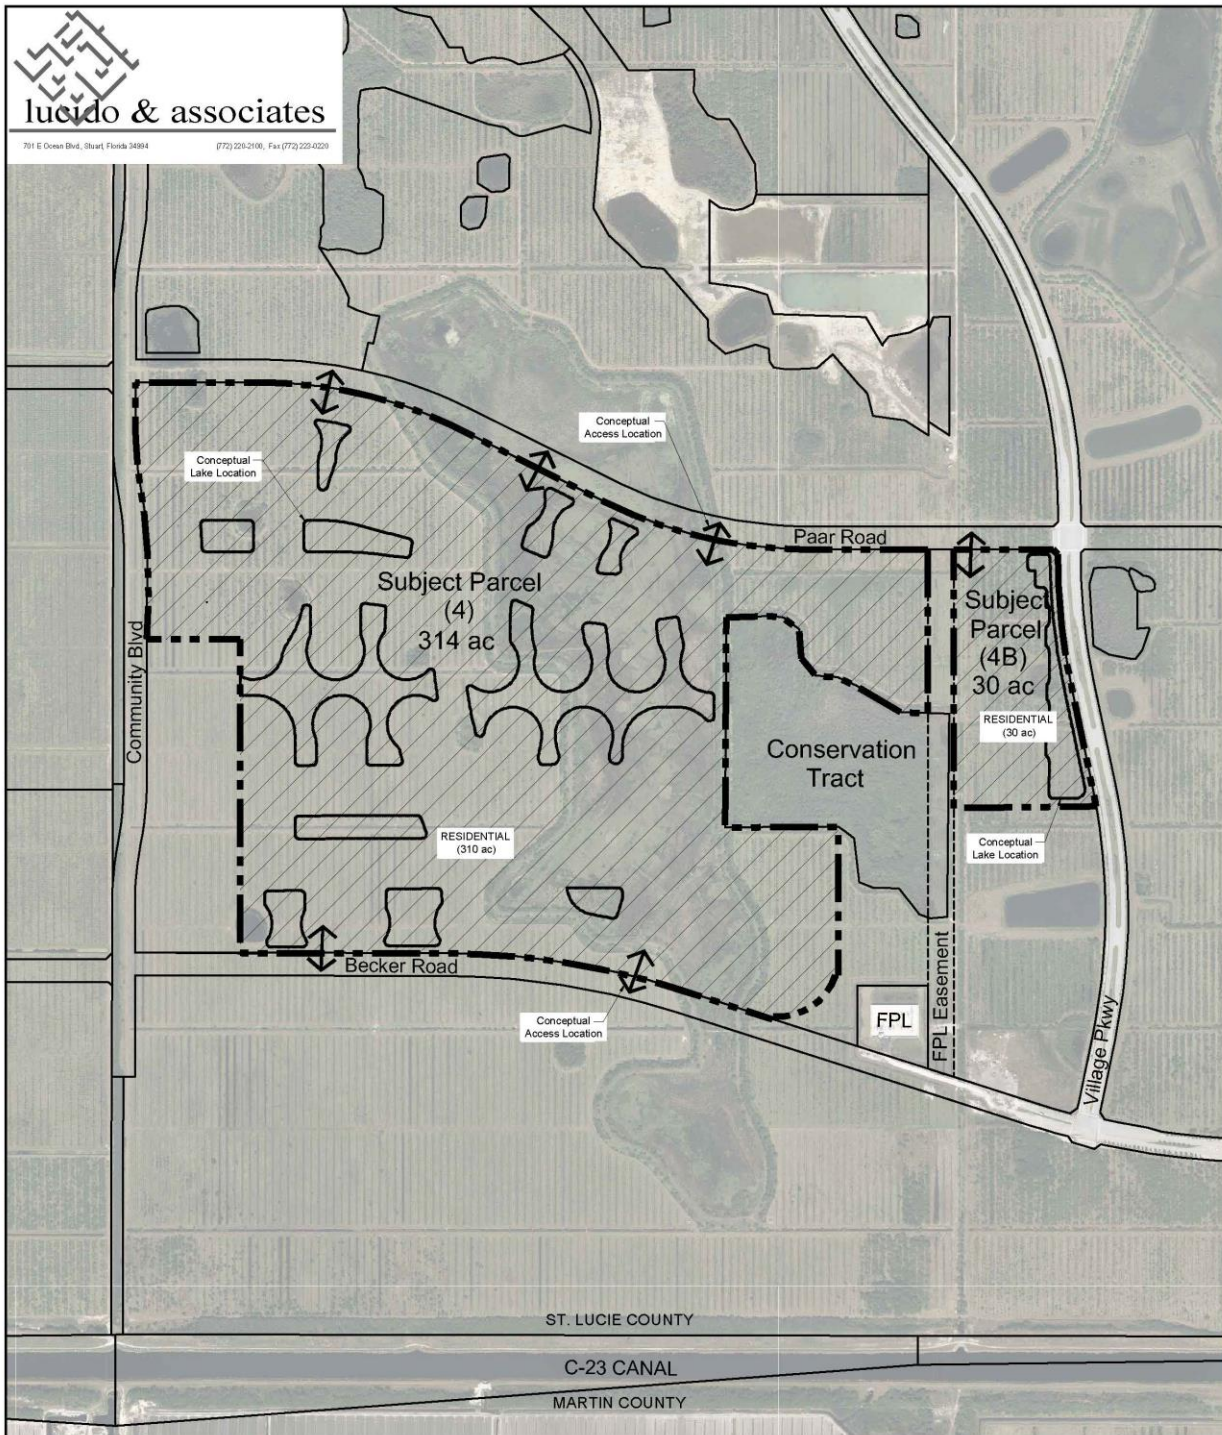 lucido & associates
701 E Ocean Blvd., Stuart, Florida 34994
(772) 220-2100, Fax (772) 223-0220
Conceptual
Access Location
Conceptual
Lake Location
Paar Road
Subject Parcel
(4)
314 ac
Subject
Parcel
(4B)
30 ac
RESIDENTIAL
(30 ac)
Community Blvd
Conservation
Tract
RESIDENTIAL
(310 ac)
Conceptual
Lake Location
Becker Road
Conceptual
Access Location
FPL
FPL Easement
Village Pkwy
ST. LUCIE COUNTY
C-23 CANAL
MARTIN COUNTY